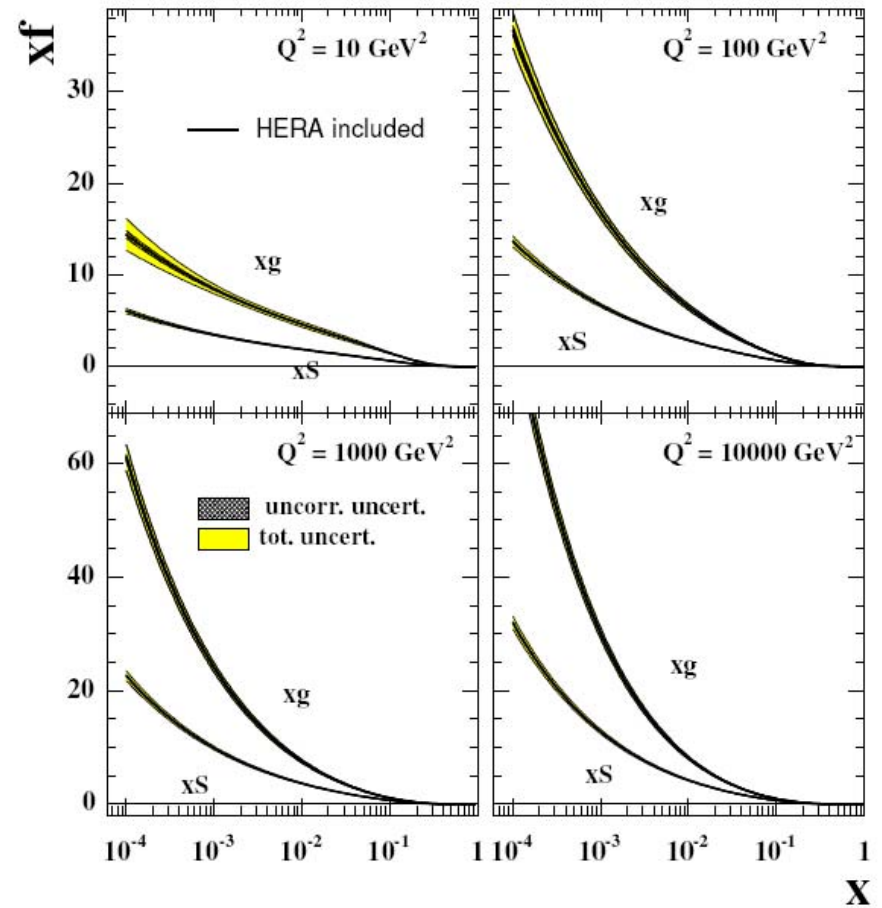 xf
Q² = 10 GeV²
HERA included
xg
xS
30
20
10
0
Q² = 100 GeV²
xg
xS
Q² = 1000 GeV²
uncorr. uncert.
tot. uncert.
xg
xS
60
40
20
0
Q² = 10000 GeV²
xg
xS
10⁻⁴ 10⁻³ 10⁻² 10⁻¹ 1 10⁻⁴ 10⁻³ 10⁻² 10⁻¹ 1
x